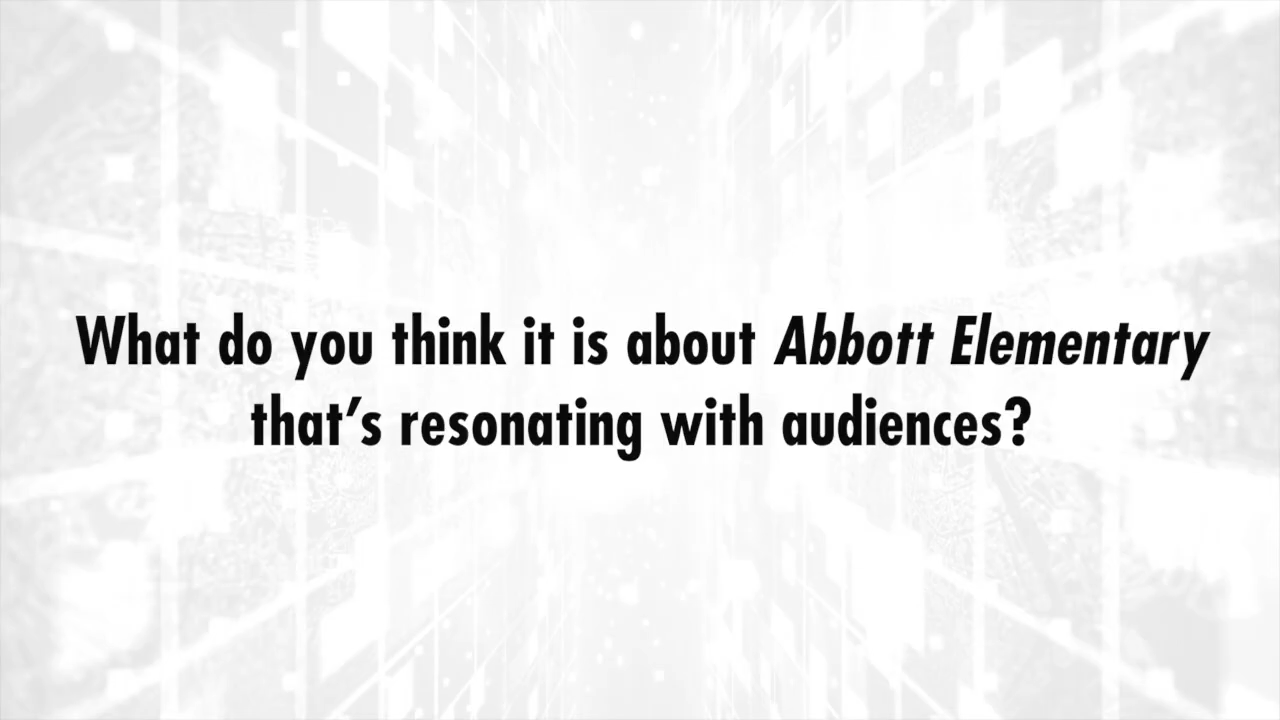 What do you think it is about Abbott Elementary
that’s resonating with audiences?